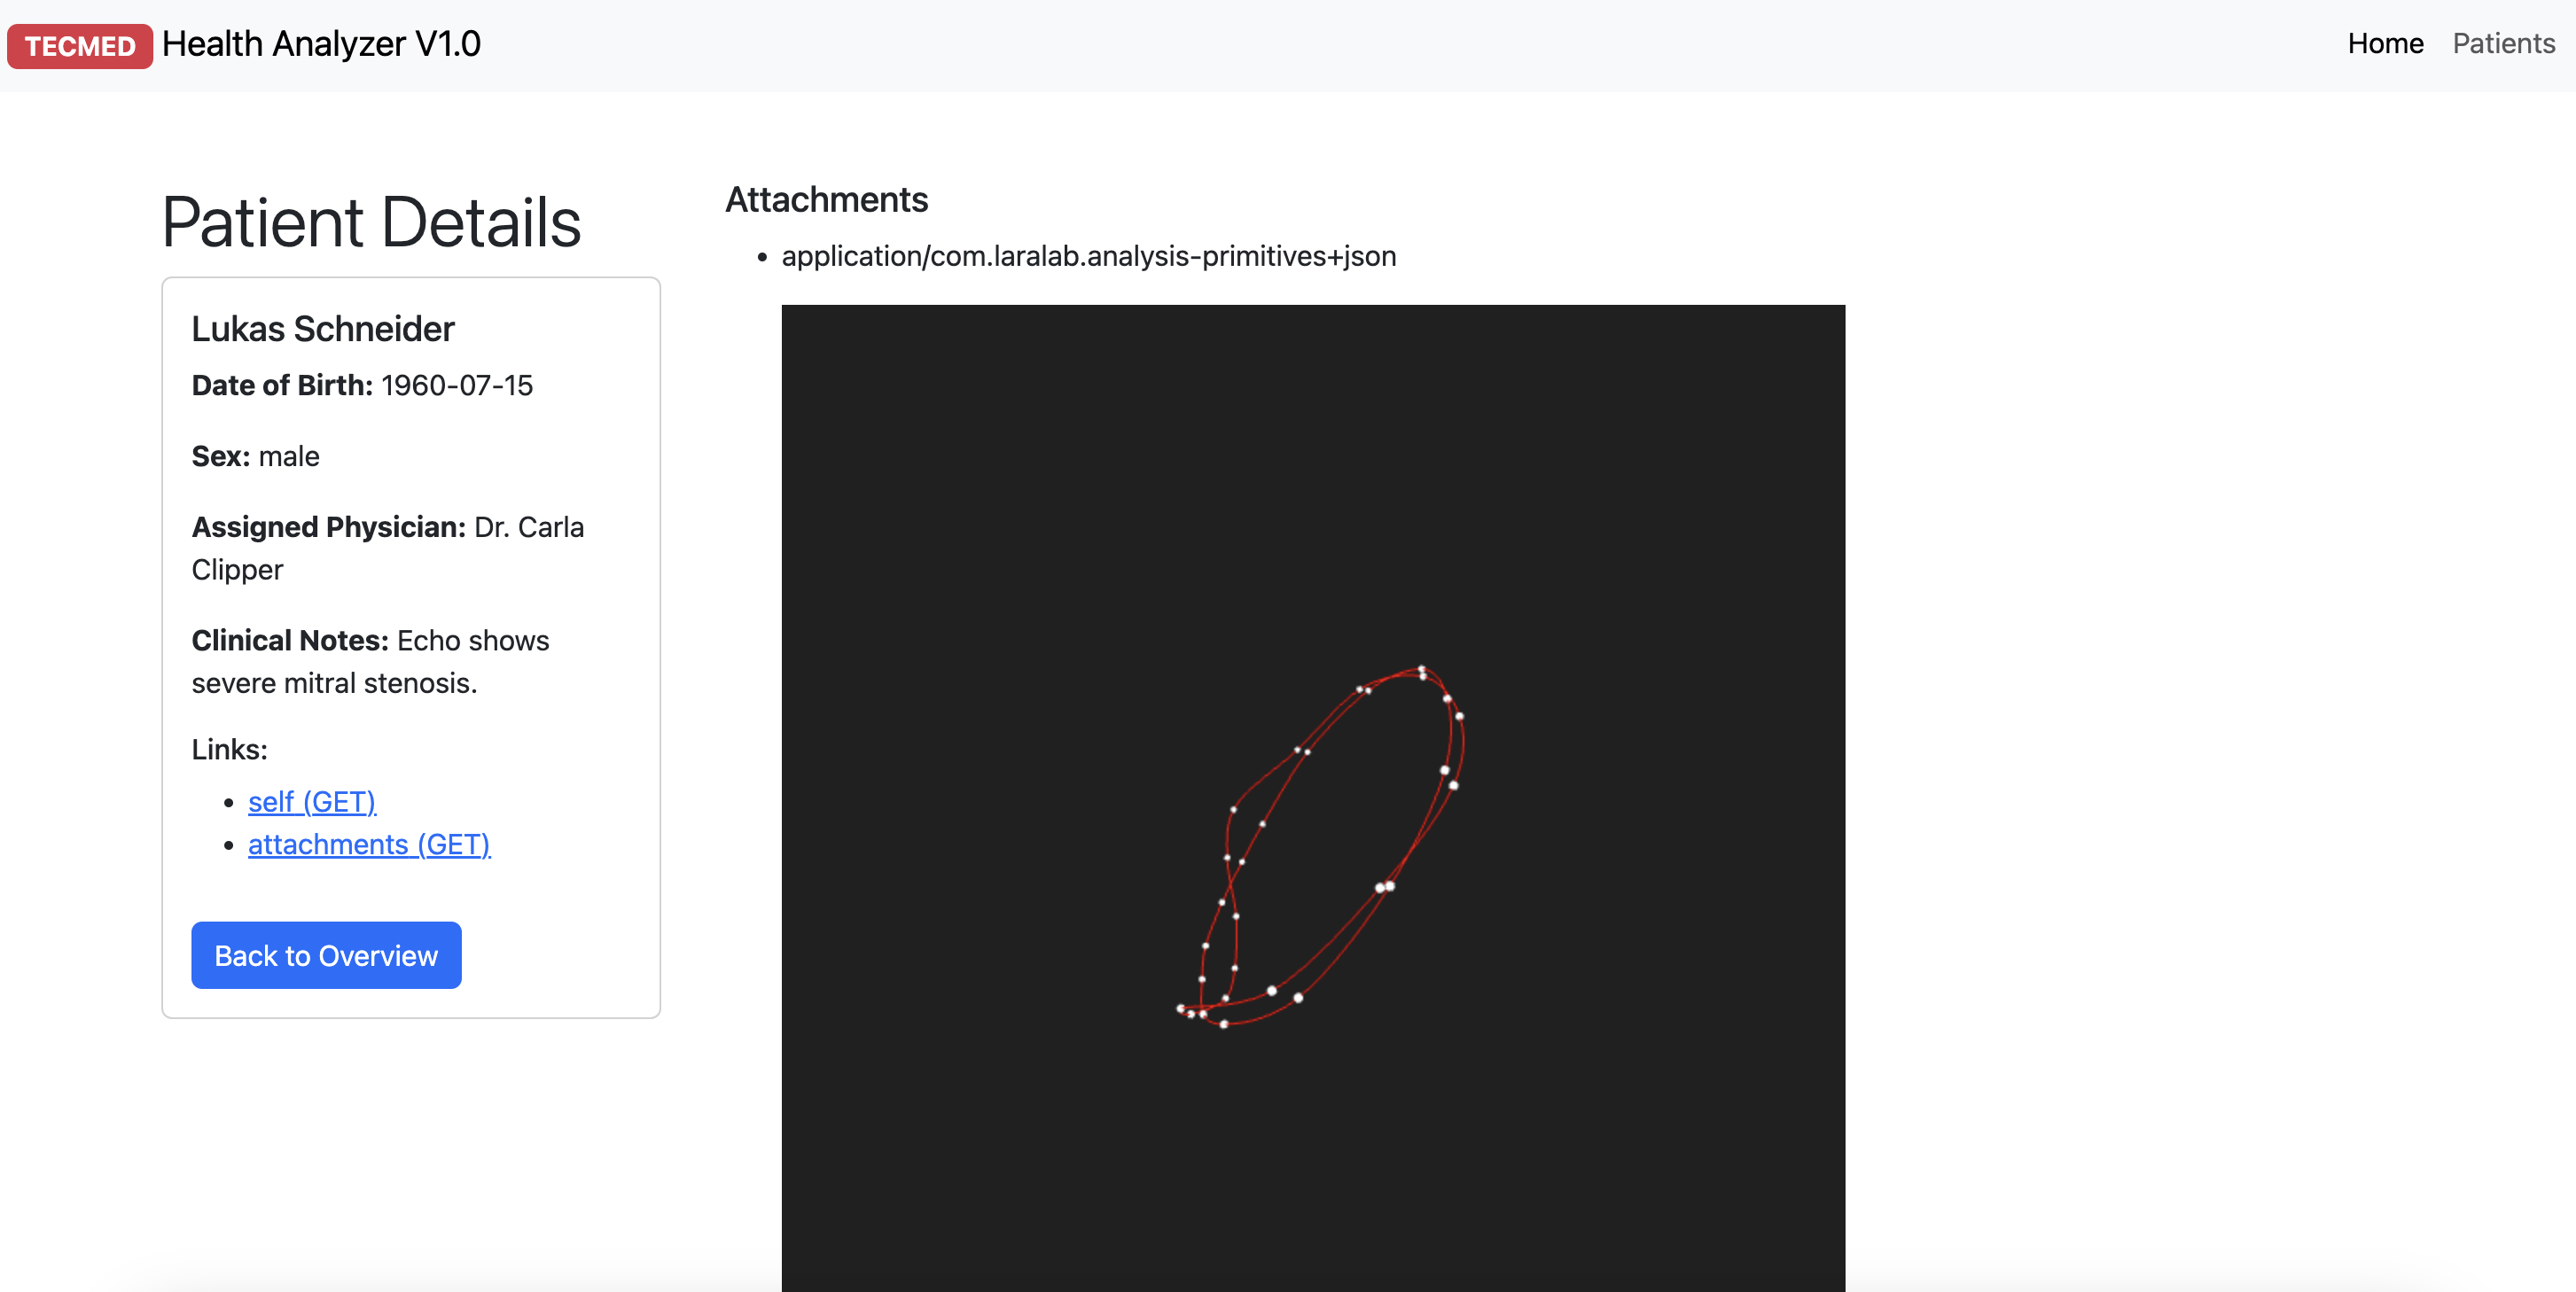 TECMED Health Analyzer V1.0
Home Patients
Patient Details
Lukas Schneider
Date of Birth: 1960-07-15
Sex: male
Assigned Physician: Dr. Carla
Clipper
Clinical Notes: Echo shows
severe mitral stenosis.
Links:
self (GET)
attachments (GET)
Back to Overview
Attachments
application/com.laralab.analysis-primitives+json